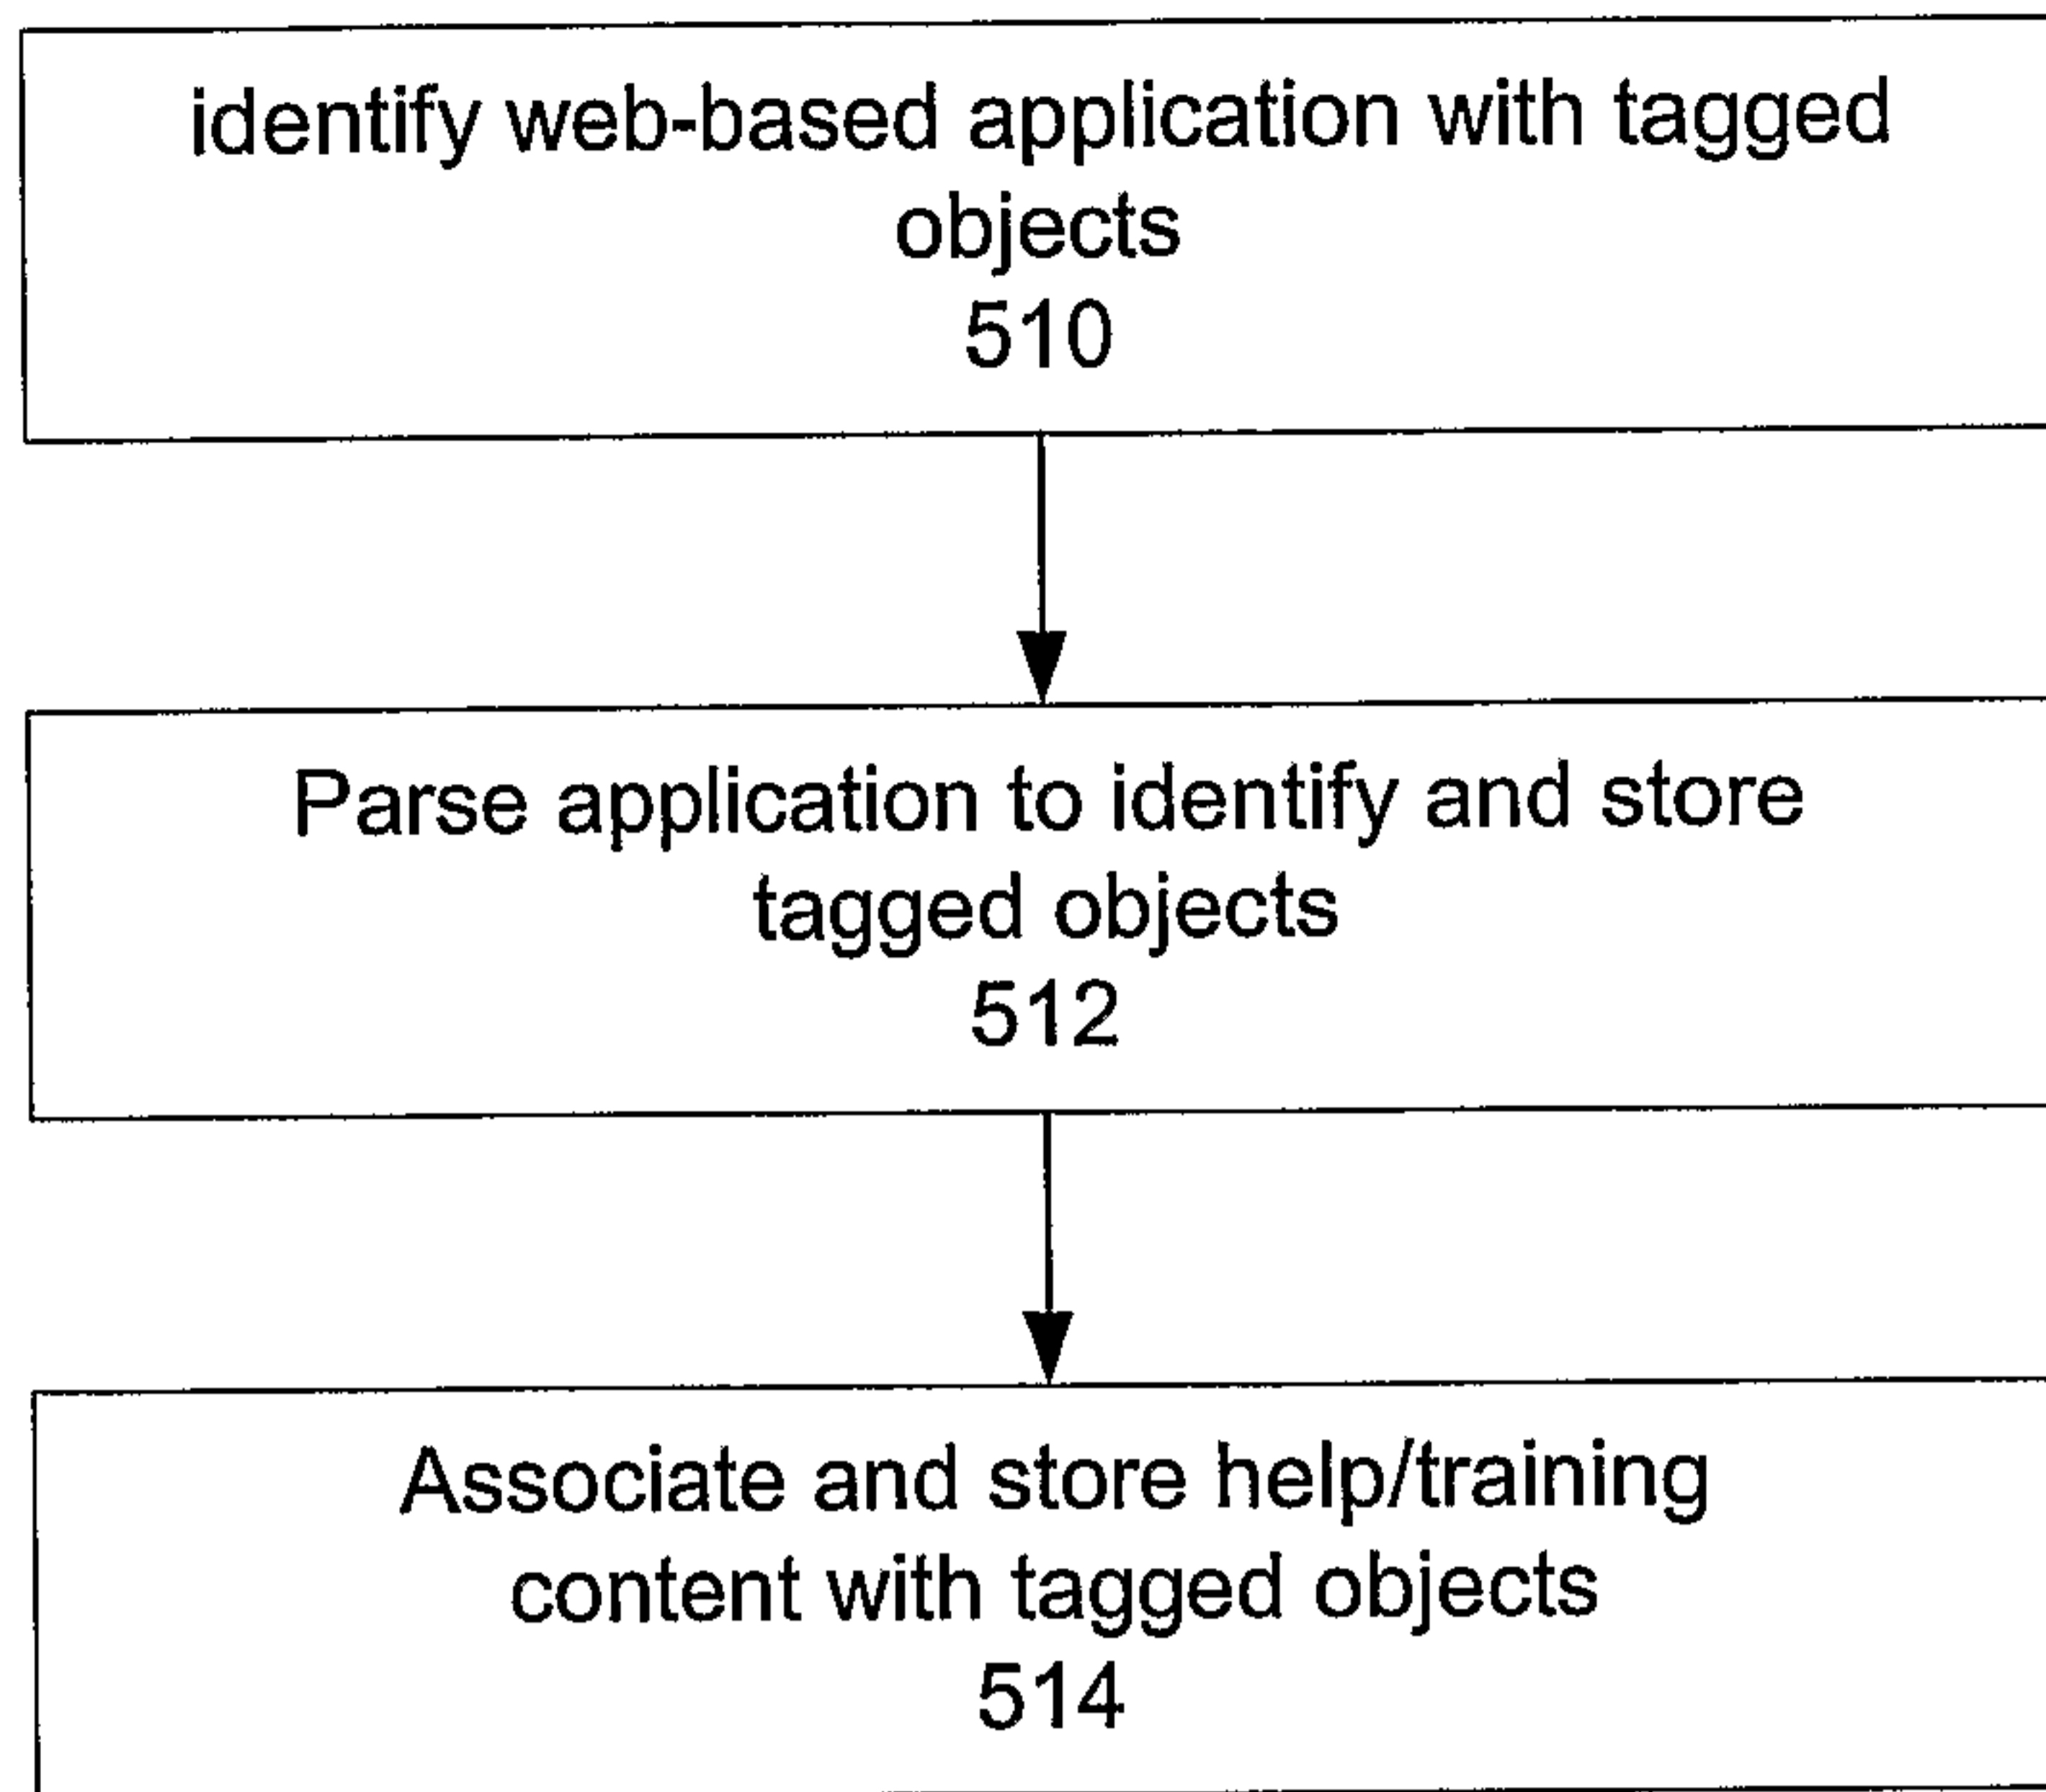 identify web-based application with tagged
objects
510
Parse application to identify and store
tagged objects
512
Associate and store help/training
content with tagged objects
514